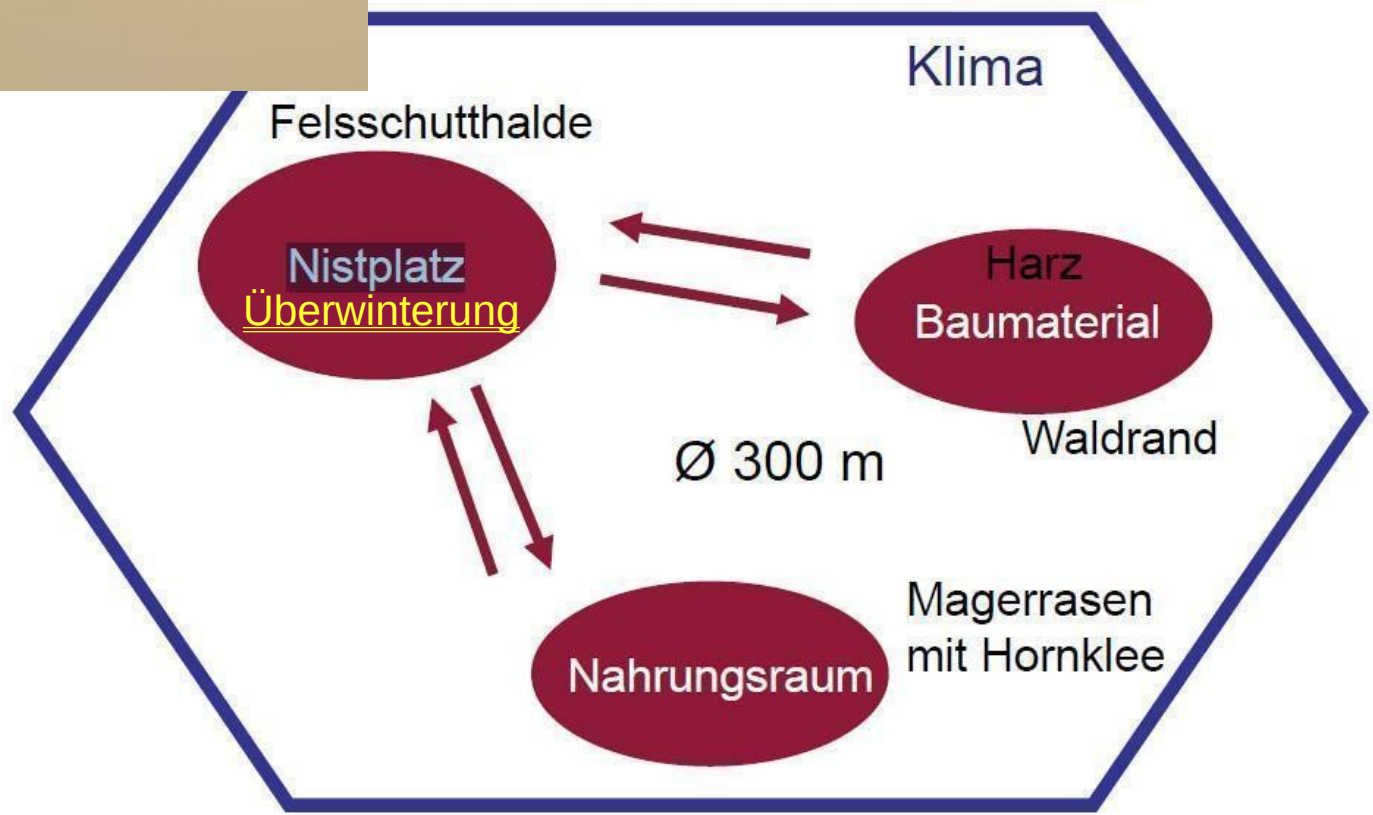 Klima
Felsschutthalde
Nistplatz
Überwinterung
Harz
Baumaterial
Waldrand
Ø 300 m
Magerrasen
mit Hornklee
Nahrungsraum